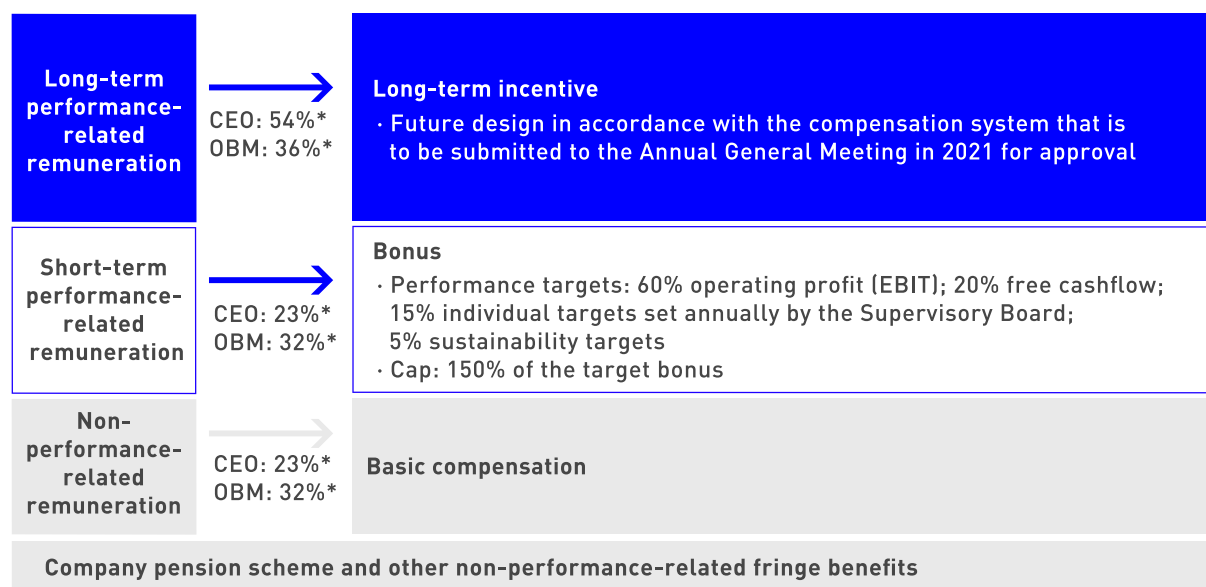 Long-term
performance-
related
remuneration
CEO: 54%*
OBM: 36%*
Long-term incentive
· Future design in accordance with the compensation system that is
to be submitted to the Annual General Meeting in 2021 for approval
Short-term
performance-
related
remuneration
CEO: 23%*
OBM: 32%*
Bonus
· Performance targets: 60% operating profit (EBIT); 20% free cashflow;
15% individual targets set annually by the Supervisory Board;
5% sustainability targets
· Cap: 150% of the target bonus
Non-
performance-
related
remuneration
CEO: 23%*
OBM: 32%*
Basic compensation
Company pension scheme and other non-performance-related fringe benefits